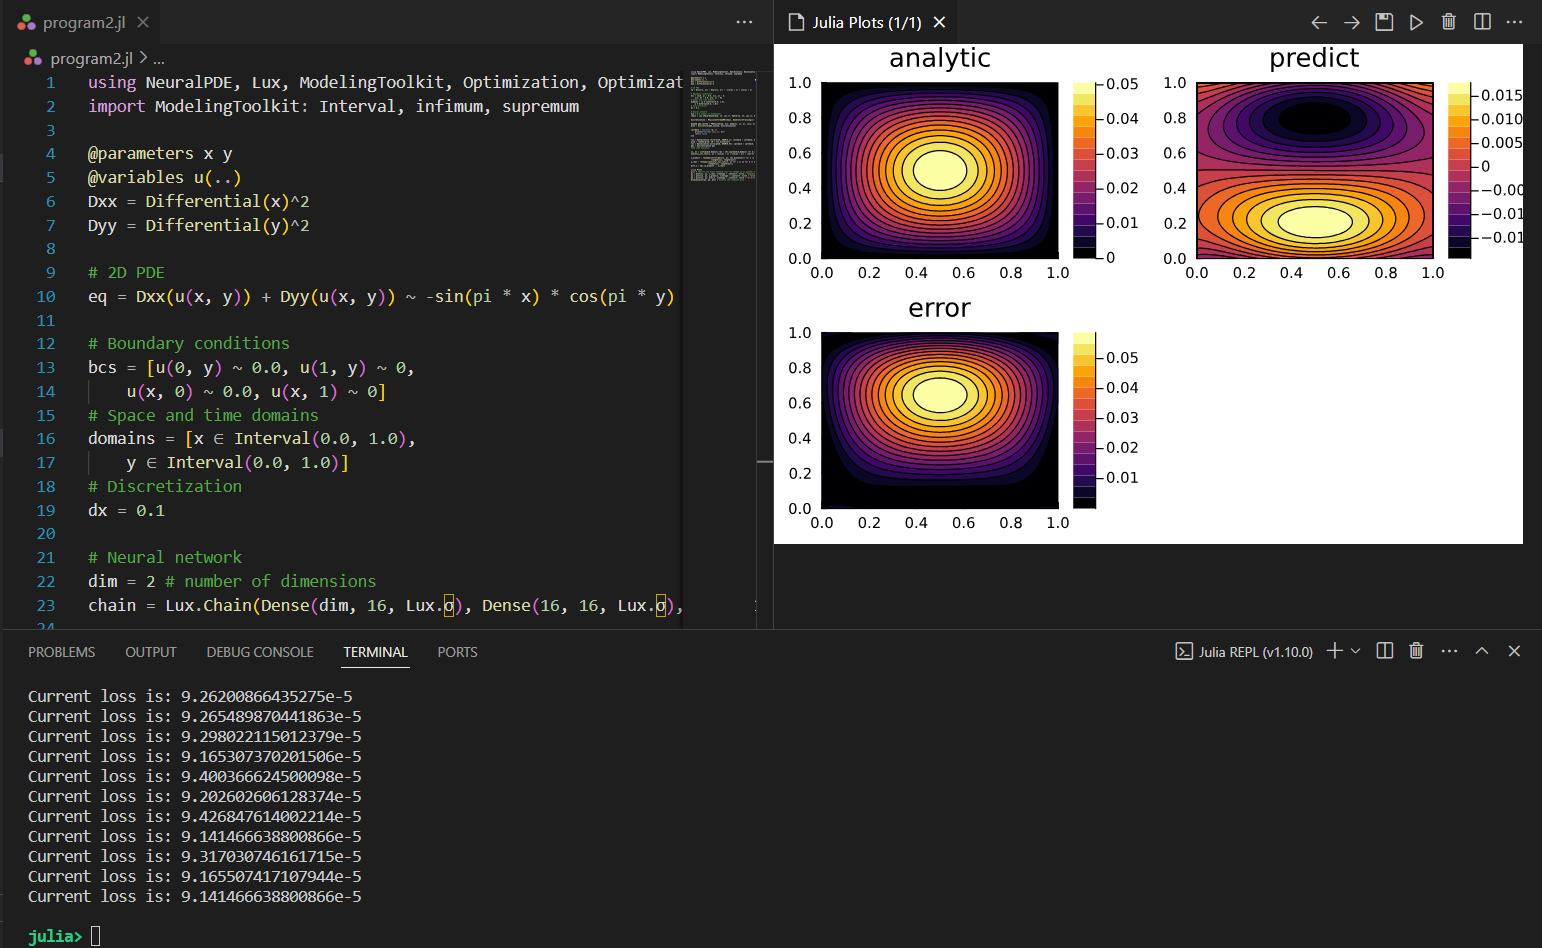 program2.jl
program2.jl > ...
1 using NeuralPDE, Lux, ModelingToolkit, Optimization, Optimizat
2 import ModelingToolkit: Interval, infimum, supremum
3
4 @parameters x y
5 @variables u(..)
6 Dxx = Differential(x)^2
7 Dyy = Differential(y)^2
8
9 # 2D PDE
10 eq = Dxx(u(x, y)) + Dyy(u(x, y)) ~ -sin(pi * x) * cos(pi * y)
11
12 # Boundary conditions
13 bcs = [u(0, y) ~ 0.0, u(1, y) ~ 0,
14 u(x, 0) ~ 0.0, u(x, 1) ~ 0]
15 # Space and time domains
16 domains = [x ∈ Interval(0.0, 1.0),
17 y ∈ Interval(0.0, 1.0)]
18 # Discretization
19 dx = 0.1
20
21 # Neural network
22 dim = 2 # number of dimensions
23 chain = Lux.Chain(Dense(dim, 16, Lux.σ), Dense(16, 16, Lux.σ),
24
Julia Plots (1/1)
analytic
1.0
0.8
0.6
0.4
0.2
0.0
0.0 0.2 0.4 0.6 0.8 1.0
0.05
0.04
0.03
0.02
0.01
0
predict
1.0
0.8
0.6
0.4
0.2
0.0
0.0 0.2 0.4 0.6 0.8 1.0
0.015
0.010
0.005
0
-0.00
-0.01
-0.01
error
1.0
0.8
0.6
0.4
0.2
0.0
0.0 0.2 0.4 0.6 0.8 1.0
0.05
0.04
0.03
0.02
0.01
PROBLEMS OUTPUT DEBUG CONSOLE TERMINAL PORTS
Julia REPL (v1.10.0)
Current loss is: 9.26200866435275e-5
Current loss is: 9.265489870441863e-5
Current loss is: 9.298022115012379e-5
Current loss is: 9.165307370201506e-5
Current loss is: 9.400366624500098e-5
Current loss is: 9.202602606128374e-5
Current loss is: 9.426847614002214e-5
Current loss is: 9.141466638800866e-5
Current loss is: 9.317030746161715e-5
Current loss is: 9.165507417107944e-5
Current loss is: 9.141466638800866e-5
julia>